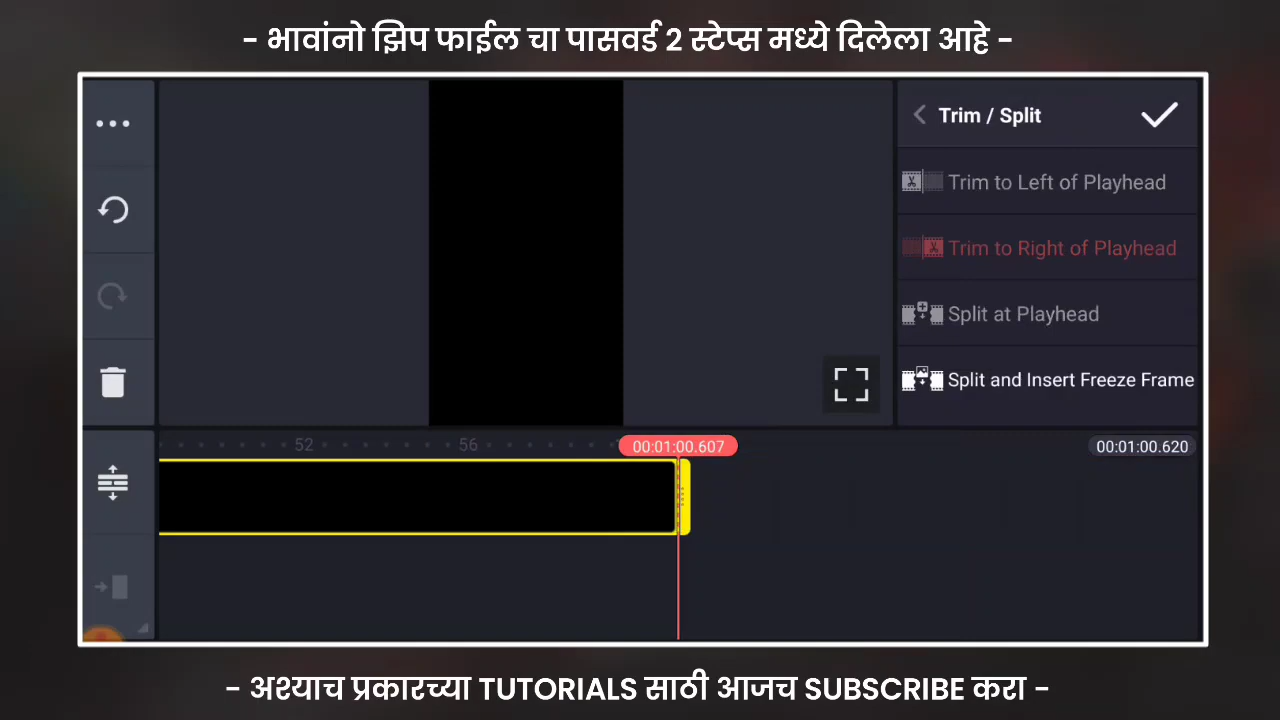 - भावांनो झिप फाईल चा पासवर्ड 2 स्टेप्स मध्ये दिलेला आहे -
Trim / Split
Trim to Left of Playhead
Trim to Right of Playhead
Split at Playhead
Split and Insert Freeze Frame
52
56
00:01:00.607
00:01:00.620
- अश्याच प्रकारच्या TUTORIALS साठी आजच SUBSCRIBE करा -